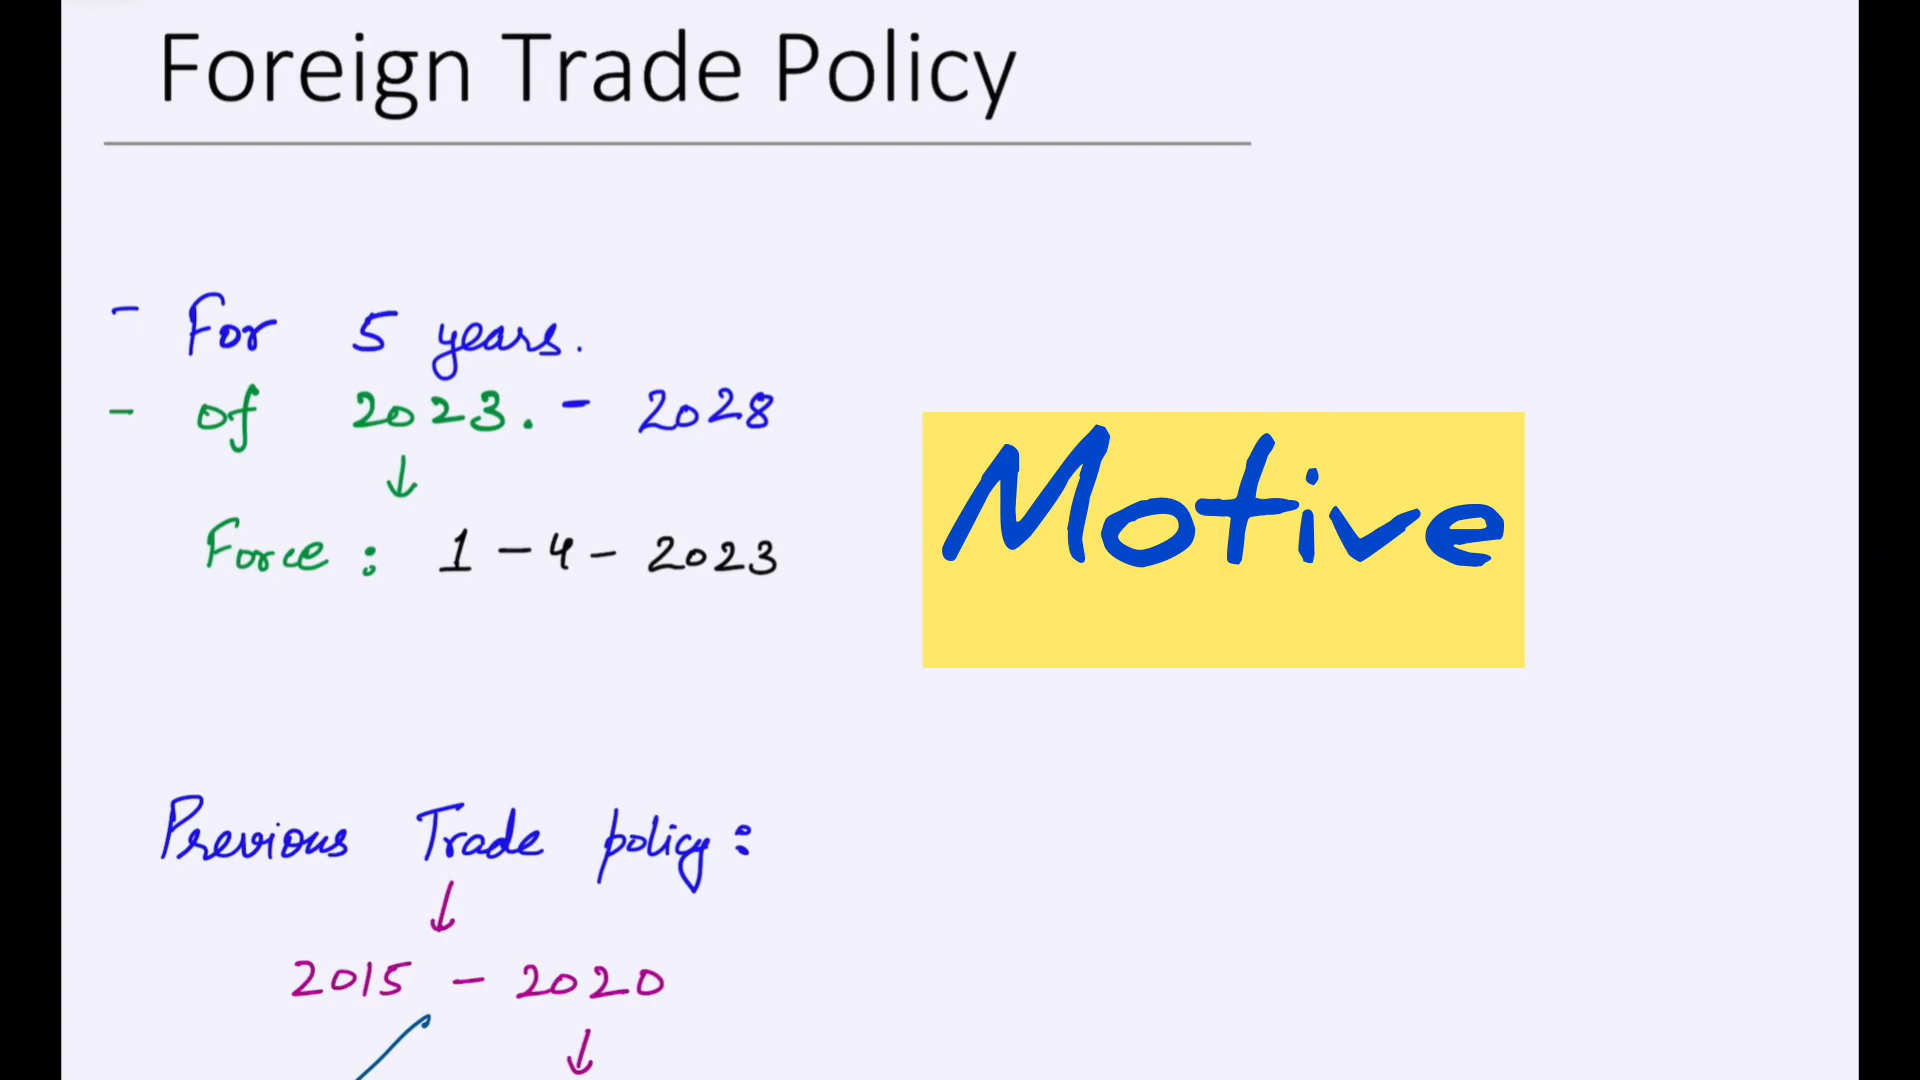 Foreign Trade Policy
- For 5 years.
- of 2023. - 2028
↓
Force : 1 - 4 - 2023
Motive
Previous Trade policy :
↓
2015 - 2020
↓